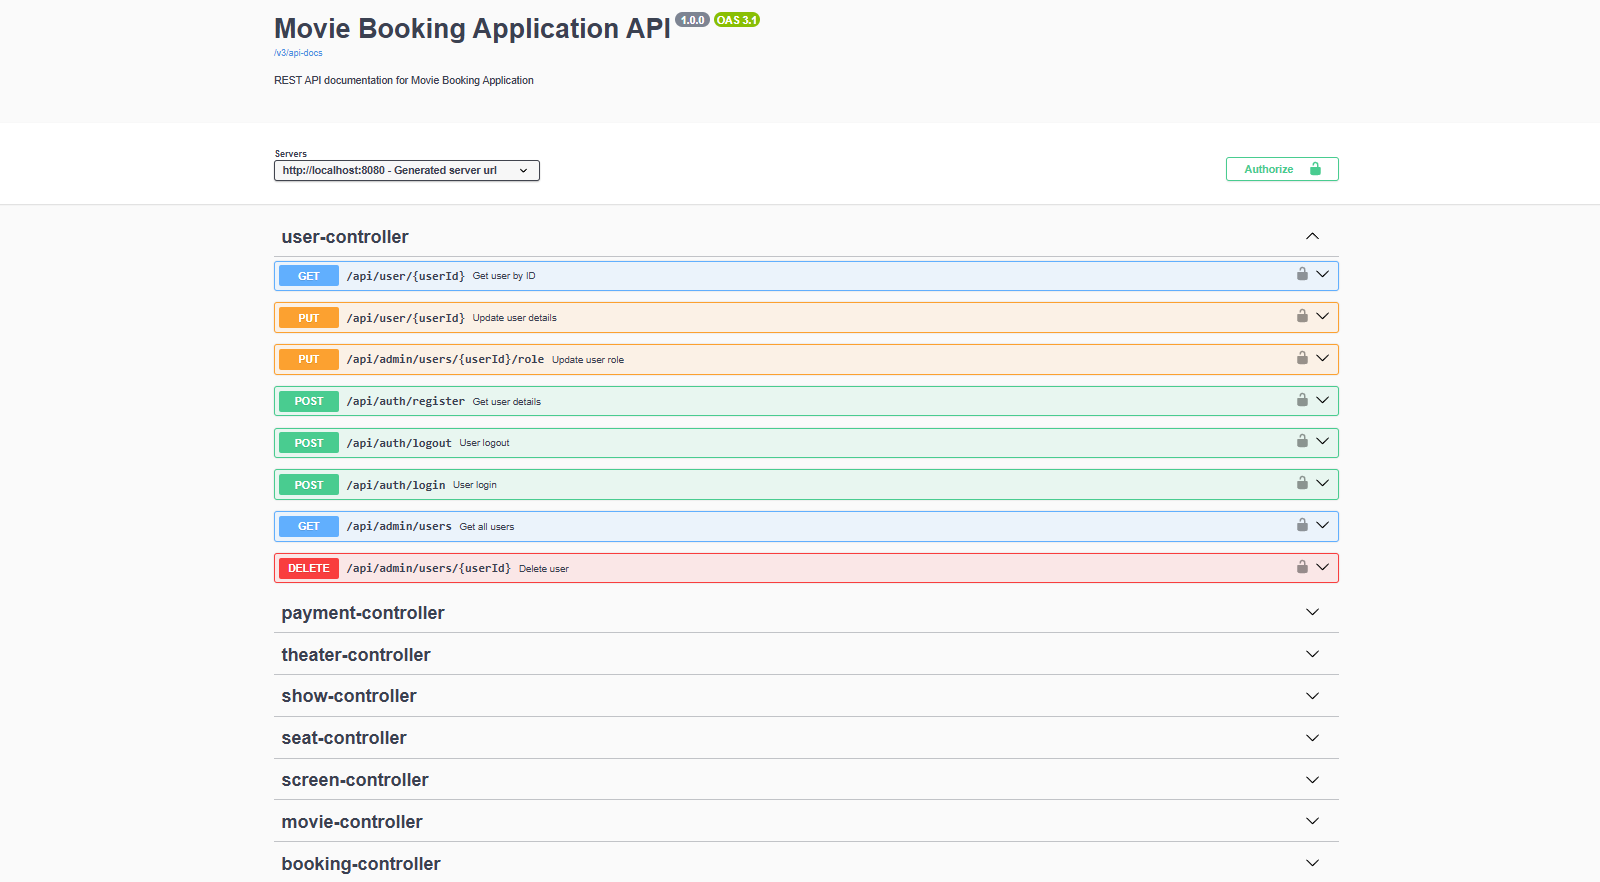 Movie Booking Application API 1.0.0 OAS 3.1
/v3/api-docs
REST API documentation for Movie Booking Application
Servers
http://localhost:8080 - Generated server url
Authorize
user-controller
GET /api/user/{userId} Get user by ID
PUT /api/user/{userId} Update user details
PUT /api/admin/users/{userId}/role Update user role
POST /api/auth/register Get user details
POST /api/auth/logout User logout
POST /api/auth/login User login
GET /api/admin/users Get all users
DELETE /api/admin/users/{userId} Delete user
payment-controller
theater-controller
show-controller
seat-controller
screen-controller
movie-controller
booking-controller